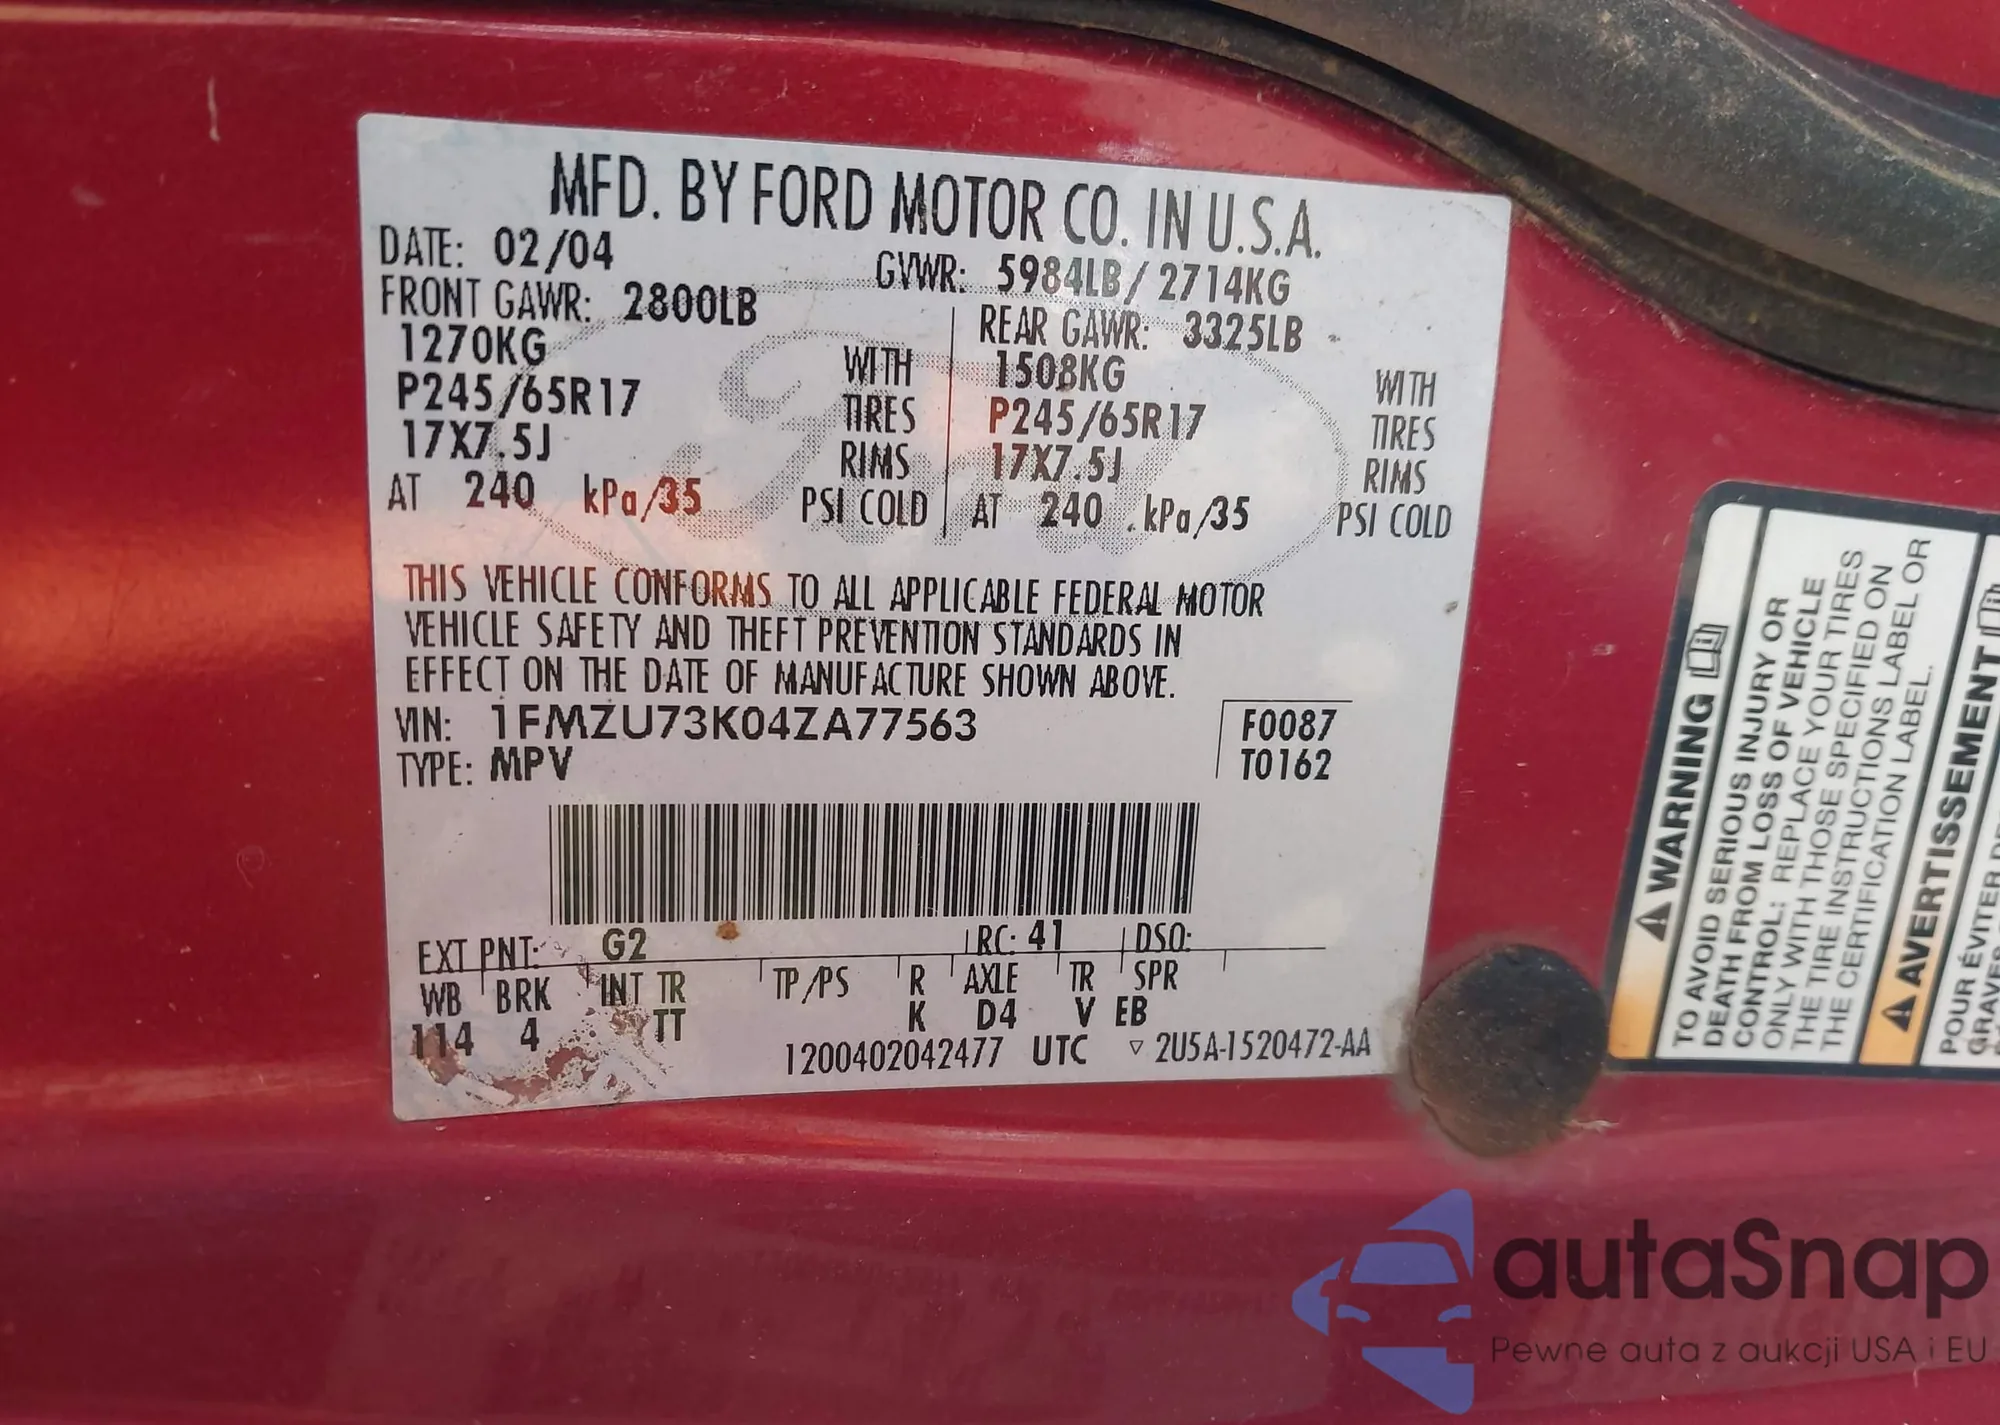 MFD. BY FORD MOTOR CO. IN U.S.A.
DATE: 02/04 GVWR: 5984LB / 2714KG
FRONT GAWR: 2800LB REAR GAWR: 3325LB
1270KG WITH 1508KG WITH
P245/65R17 TIRES P245/65R17 TIRES
17X7.5J RIMS 17X7.5J RIMS
AT 240 kPa/35 PSI COLD AT 240 kPa/35 PSI COLD
THIS VEHICLE CONFORMS TO ALL APPLICABLE FEDERAL MOTOR
VEHICLE SAFETY AND THEFT PREVENTION STANDARDS IN
EFFECT ON THE DATE OF MANUFACTURE SHOWN ABOVE.
VIN: 1FMZU73K04ZA77563 F0087
TYPE: MPV T0162
EXT PNT: G2 RC: 41 DSO:
WB BRK INT TR TP/PS R AXLE TR SPR
114 4 TT K D4 V EB
1200402042477 UTC ▽ 2U5A-1520472-AA
Ford
⚠ WARNING
TO AVOID SERIOUS INJURY OR
DEATH FROM LOSS OF VEHICLE
CONTROL: REPLACE YOUR TIRES
ONLY WITH THOSE SPECIFIED ON
THE TIRE INSTRUCTIONS LABEL OR
THE CERTIFICATION LABEL.
⚠ AVERTISSEMENT
POUR ÉVITER
GRAVES
autaSnap
Pewne auta z aukcji USA i EU